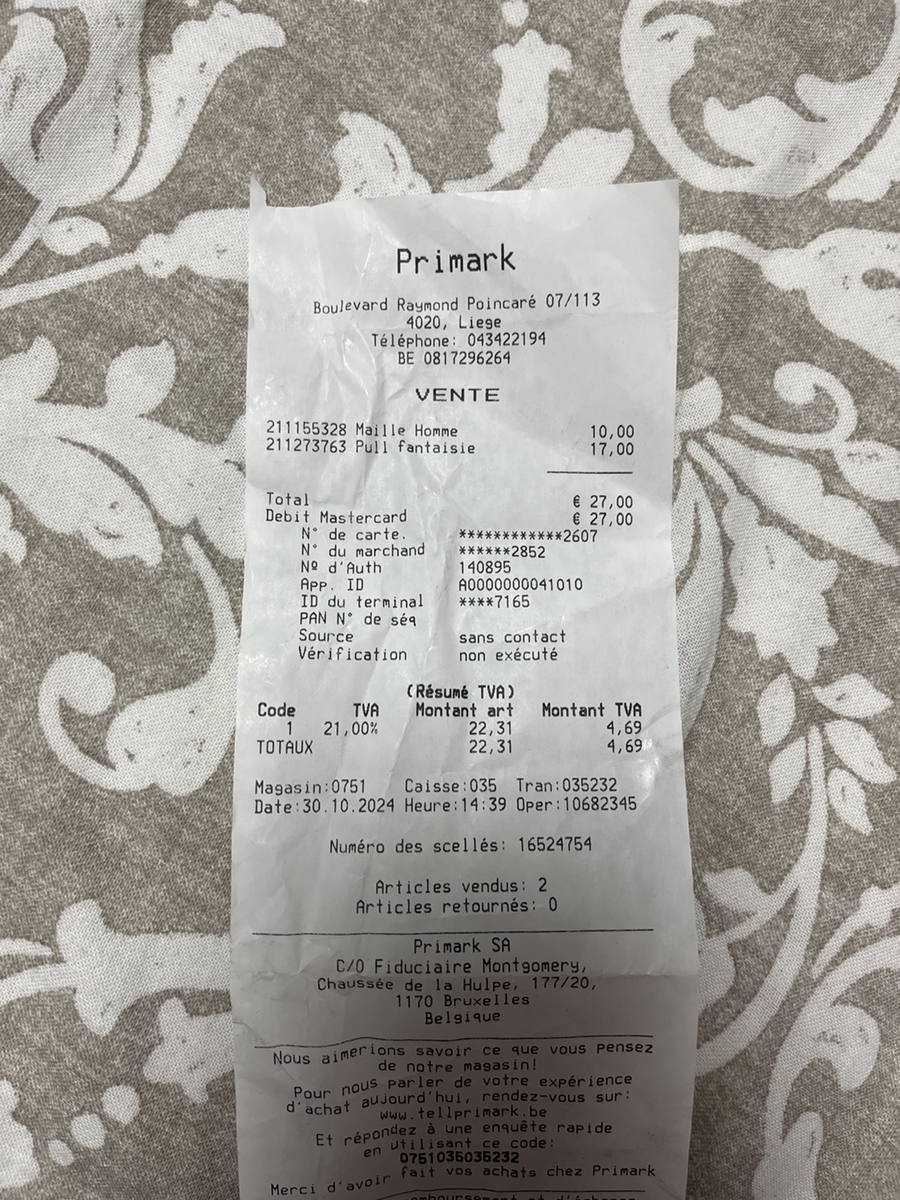 Primark
Boulevard Raymond Poincaré 07/113
4020, Liege
Téléphone: 043422194
BE 0817296264
VENTE
211155328 Maille Homme 10,00
211273763 Pull fantaisie 17,00
Total € 27,00
Debit Mastercard € 27,00
N° de carte. ************2607
N° du marchand ******2852
Nº d'Auth 140895
App. ID A0000000041010
ID du terminal ****7165
PAN N° de séq
Source sans contact
Vérification non exécuté
(Résumé TVA)
Code TVA Montant art Montant TVA
1 21,00% 22,31 4,69
TOTAUX 22,31 4,69
Magasin:0751 Caisse:035 Tran:035232
Date:30.10.2024 Heure:14:39 Oper:10682345
Numéro des scellés: 16524754
Articles vendus: 2
Articles retournés: 0
Primark SA
C/O Fiduciaire Montgomery,
Chaussée de la Hulpe, 177/20,
1170 Bruxelles
Belgique
Nous aimerions savoir ce que vous pensez
de notre magasin!
Pour nous parler de votre expérience
d'achat aujourd'hui, rendez-vous sur:
www.tellprimark.be
Et répondez à une enquête rapide
en utilisant ce code:
0751035035232
Merci d'avoir fait vos achats chez Primark